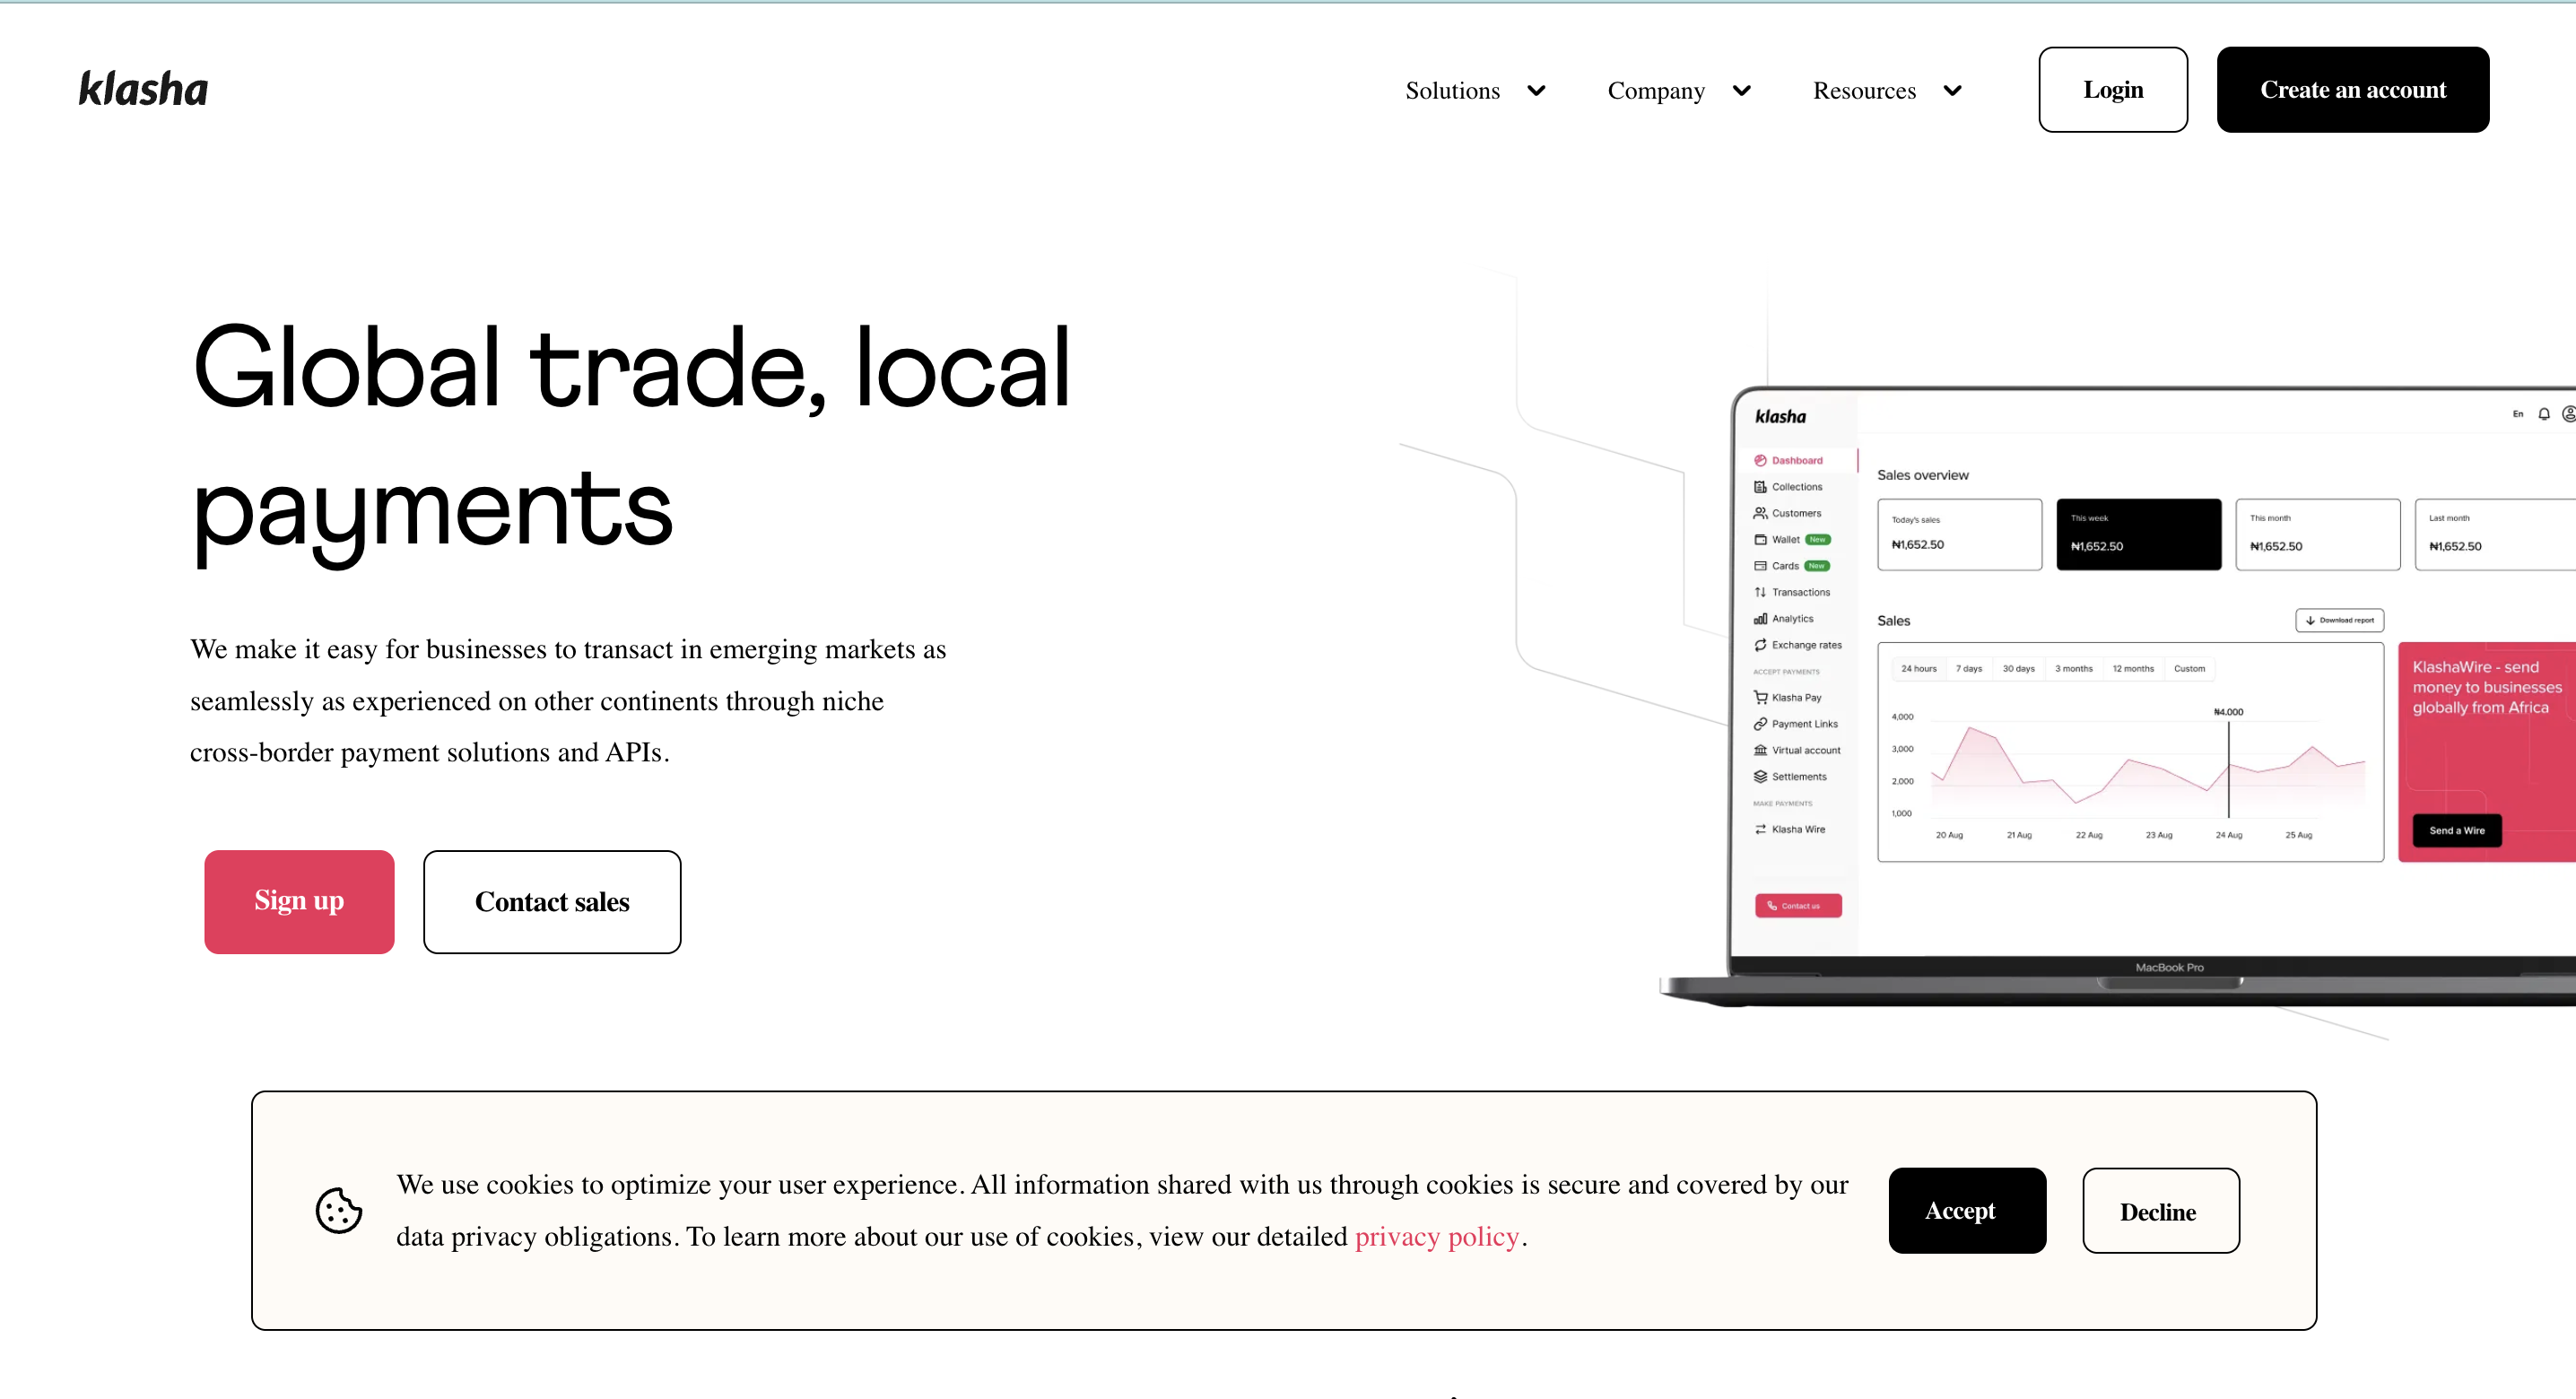 klasha
Solutions
Company
Resources
Login
Create an account
Global trade, local
payments
We make it easy for businesses to transact in emerging markets as
seamlessly as experienced on other continents through niche
cross-border payment solutions and APIs.
Sign up
Contact sales
klasha
En
Dashboard
Collections
Customers
Wallet New
Cards New
Transactions
Analytics
Exchange rates
ACCEPT PAYMENTS
Klasha Pay
Payment Links
Virtual account
Settlements
MAKE PAYMENTS
Klasha Wire
Contact us
Sales overview
Today's sales
₦1,652.50
This week
₦1,652.50
This month
₦1,652.50
Last month
₦1,652.50
Sales
Download report
24 hours 7 days 30 days 3 months 12 months Custom
₦4.000
4,000
3,000
2,000
1,000
20 Aug 21 Aug 22 Aug 23 Aug 24 Aug 25 Aug
KlashaWire - send
money to businesses
globally from Africa
Send a Wire
MacBook Pro
We use cookies to optimize your user experience. All information shared with us through cookies is secure and covered by our
data privacy obligations. To learn more about our use of cookies, view our detailed privacy policy.
Accept
Decline